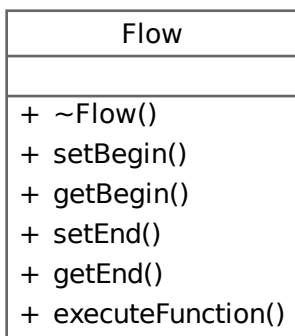 Flow
+ ~Flow()
+ setBegin()
+ getBegin()
+ setEnd()
+ getEnd()
+ executeFunction()